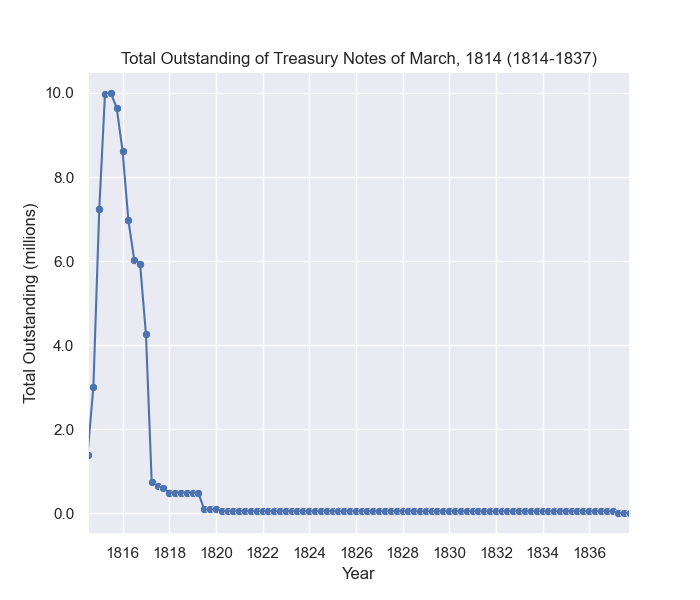 Total Outstanding of Treasury Notes of March, 1814 (1814-1837)
10.0
8.0
6.0
4.0
2.0
0.0
Total Outstanding (millions)
1816 1818 1820 1822 1824 1826 1828 1830 1832 1834 1836
Year